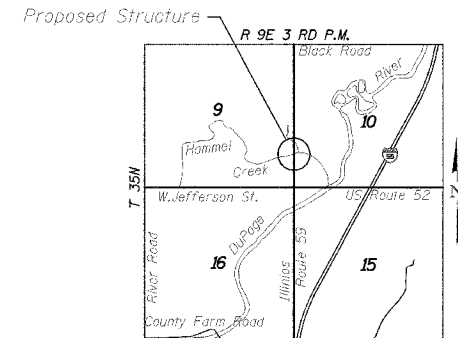 Proposed Structure
R 9E 3 RD P.M.
Black Road
River
9
10
Hammel
Creek
55
T 35N
W.Jefferson St.
US Route 52
N
River Road
DuPage
16
Illinios
Route 59
15
County Farm Road